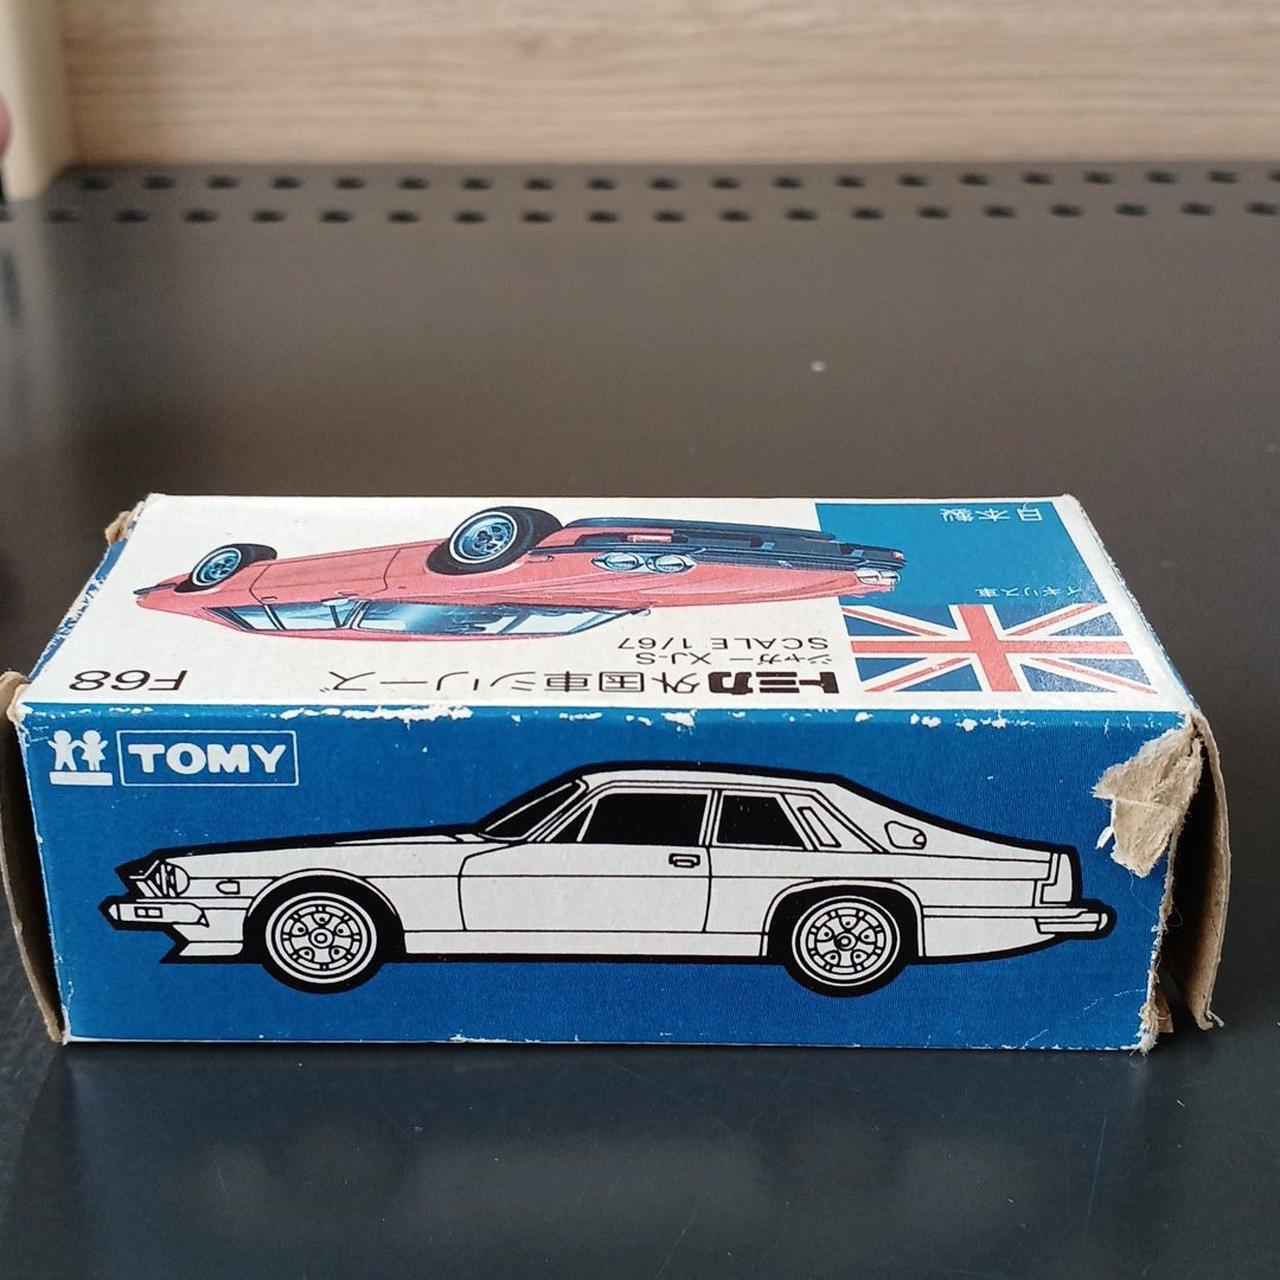 日本製
イギリス車
トミカ外国車シリーズ
ジャガー XJ-S
SCALE 1/67
F68
TOMY